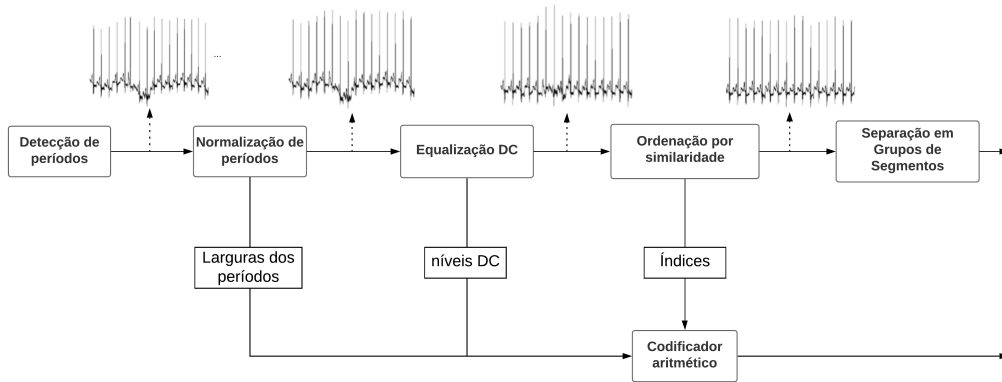 ...
Detecção de
períodos
Normalização de
períodos
Equalização DC
Ordenação por
similaridade
Separação em
Grupos de
Segmentos
Larguras dos
períodos
níveis DC
Índices
Codificador
aritmético